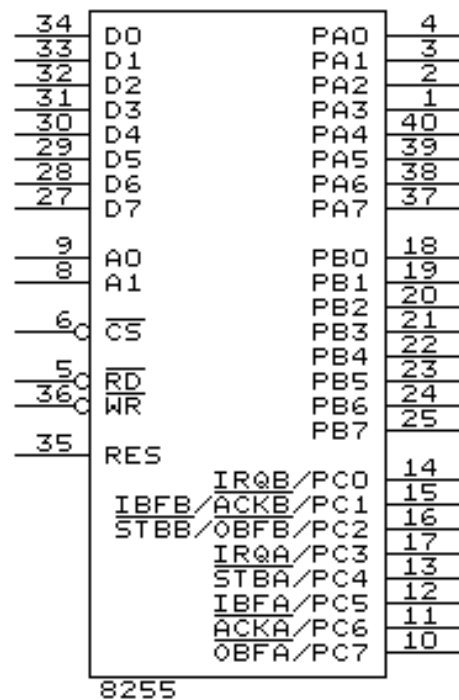 34 D0 PA0 4
33 D1 PA1 3
32 D2 PA2 2
31 D3 PA3 1
30 D4 PA4 40
29 D5 PA5 39
28 D6 PA6 38
27 D7 PA7 37
9 A0 PB0 18
8 A1 PB1 19
PB2 20
6 CS PB3 21
PB4 22
5 RD PB5 23
36 WR PB6 24
PB7 25
35 RES
IRQB/PC0 14
IBFB/ACKB/PC1 15
STBB/OBFB/PC2 16
IRQA/PC3 17
STBA/PC4 13
IBFA/PC5 12
ACKA/PC6 11
OBFA/PC7 10
8255